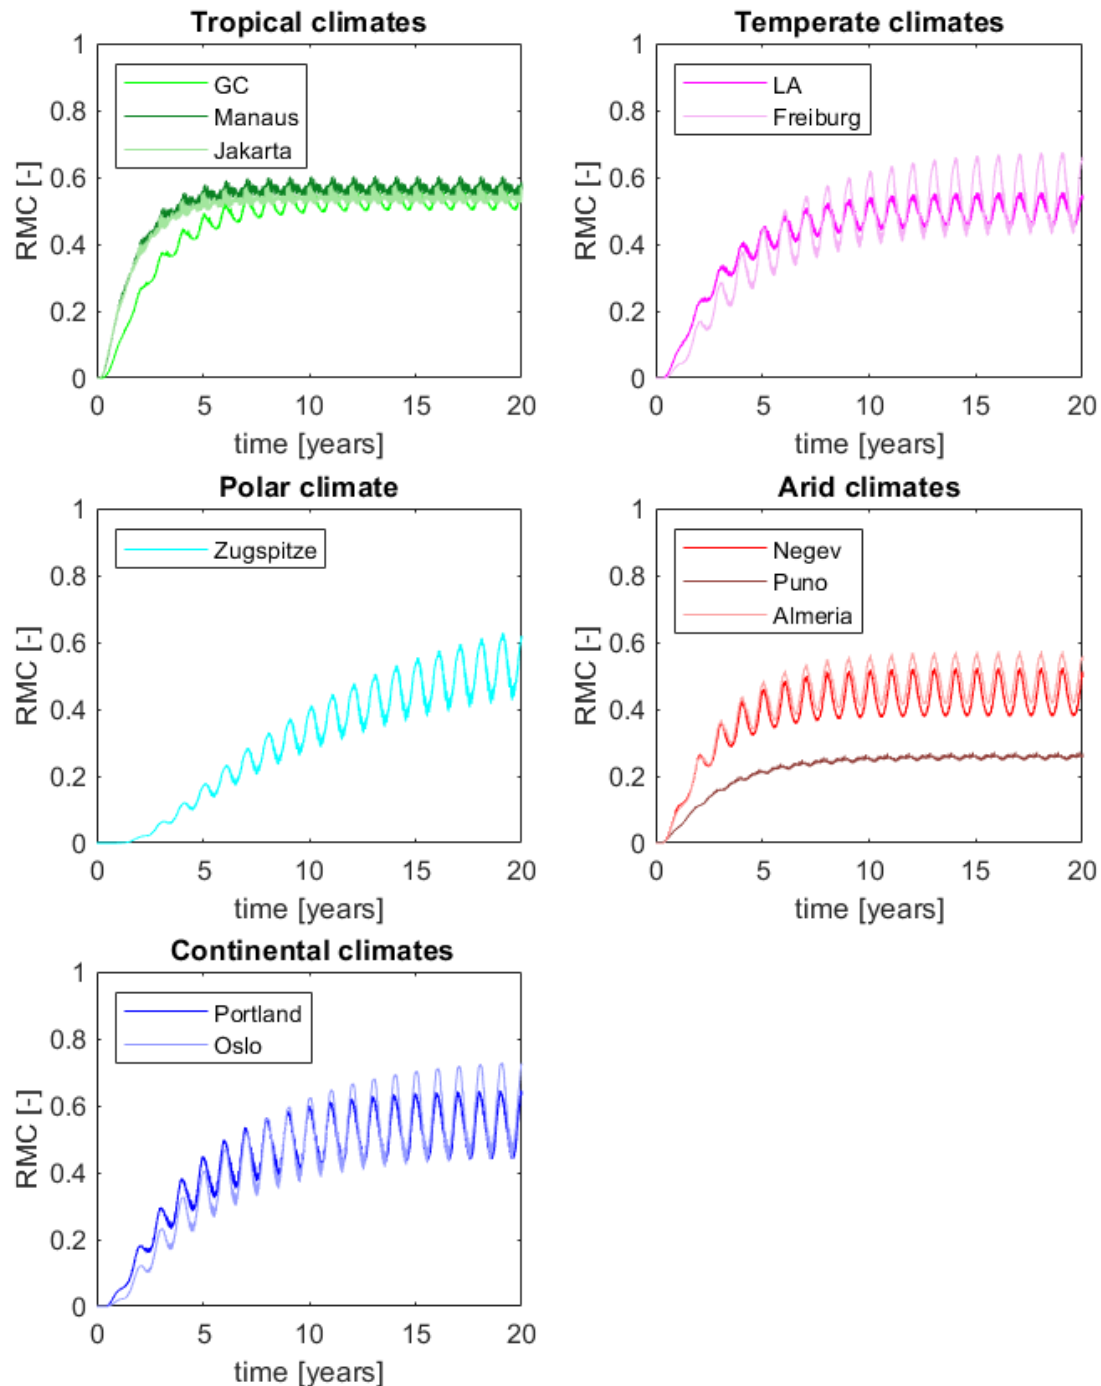 Tropical climates
1
0.8
0.6
0.4
0.2
0
RMC [-]
GC
Manaus
Jakarta
0 5 10 15 20
time [years]
Temperate climates
1
0.8
0.6
0.4
0.2
0
RMC [-]
LA
Freiburg
0 5 10 15 20
time [years]
Polar climate
1
0.8
0.6
0.4
0.2
0
RMC [-]
Zugspitze
0 5 10 15 20
time [years]
Arid climates
1
0.8
0.6
0.4
0.2
0
RMC [-]
Negev
Puno
Almeria
0 5 10 15 20
time [years]
Continental climates
1
0.8
0.6
0.4
0.2
0
RMC [-]
Portland
Oslo
0 5 10 15 20
time [years]